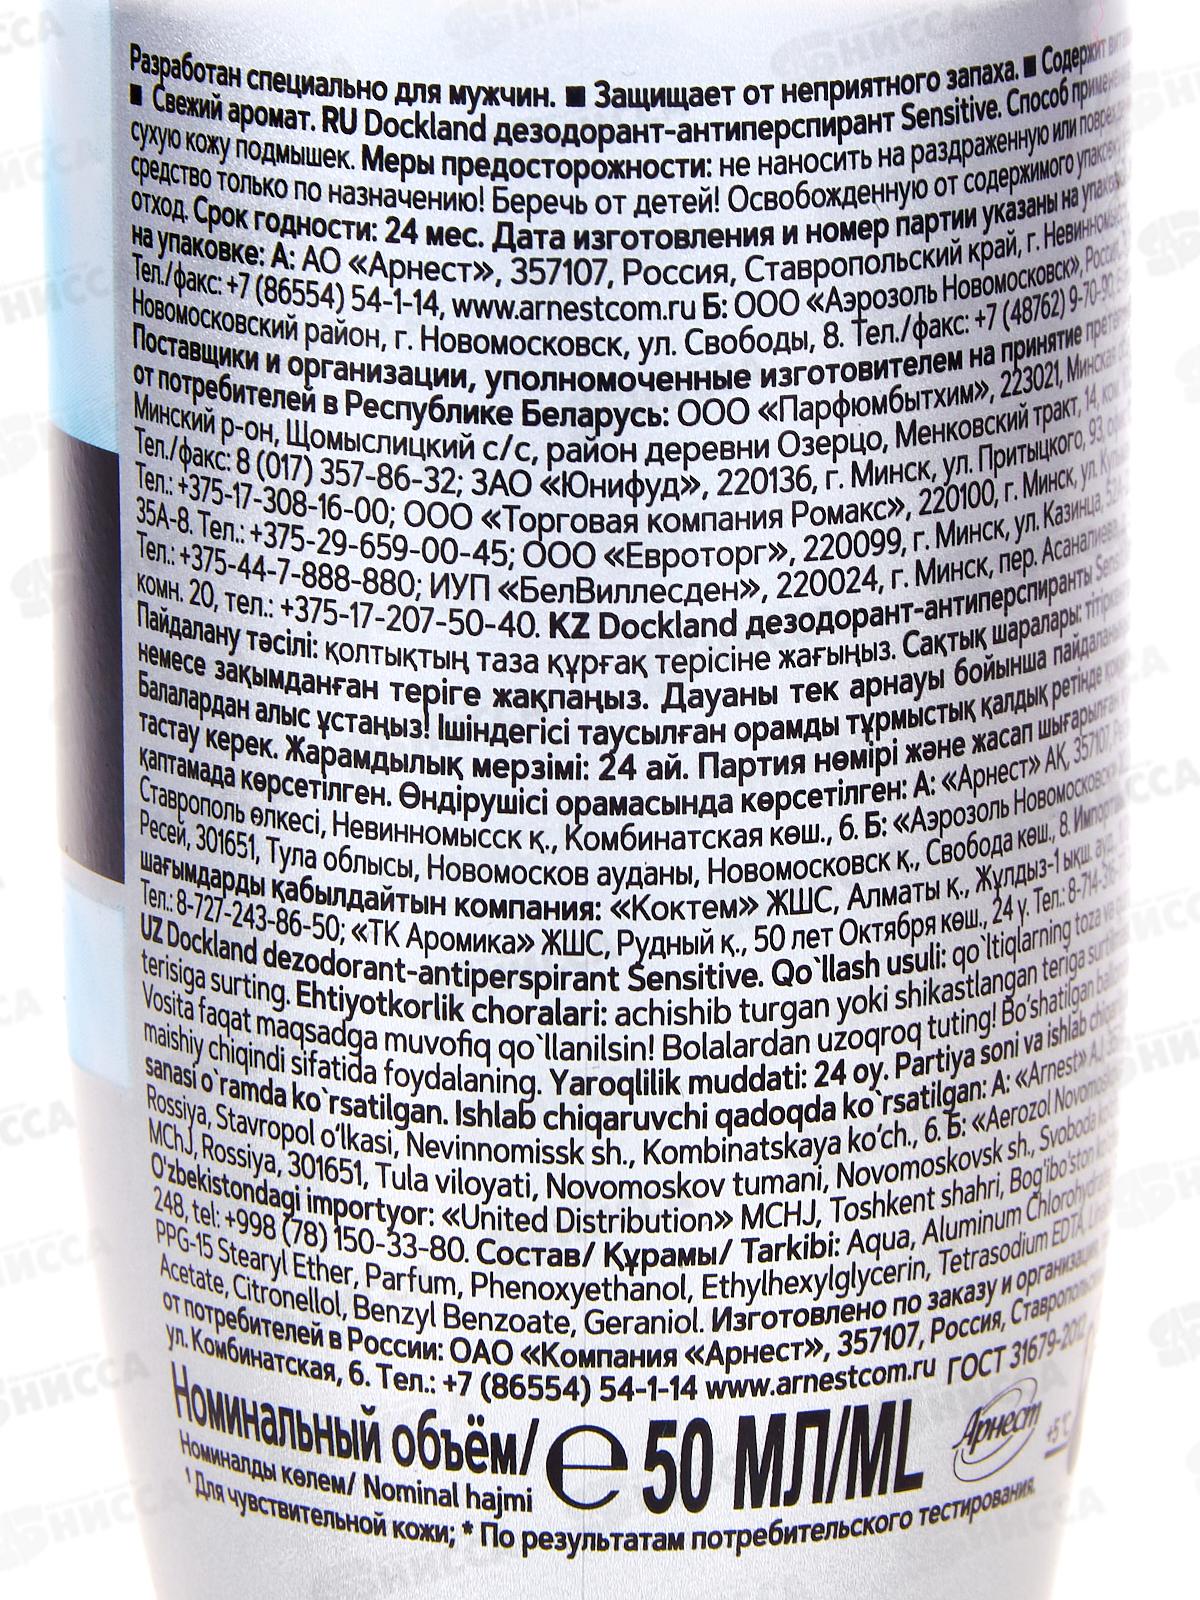 Разработан специально для мужчин. ■ Защищает от неприятного запаха. ■ Содержит
■ Свежий аромат. RU Dockland дезодорант-антиперспирант Sensitive. Способ
сухую кожу подмышек. Меры предосторожности: не наносить на раздраженную или
средство только по назначению! Беречь от детей! Освобожденную от содержимого упаковку
отход. Срок годности: 24 мес. Дата изготовления и номер партии указаны на
на упаковке: А: АО «Арнест», 357107, Россия, Ставропольский край, г.
Тел./факс: +7 (86554) 54-1-14, www.arnestcom.ru Б: ООО «Аэрозоль Новомосковск»,
Новомосковский район, г. Новомосковск, ул. Свободы, 8. Тел./факс: +7 (48762) 9-70-90,
Поставщики и организации, уполномоченные изготовителем на принятие
от потребителей в Республике Беларусь: ООО «Парфюмбытхим», 223021, Минская
Минский р-он, Щомыслицкий с/с, район деревни Озерцо, Менковский тракт, 14, ком.
Тел./факс: 8 (017) 357-86-32; ЗАО «Юнифуд», 220136, г. Минск, ул. Притыцкого, 93,
Тел.: +375-17-308-16-00; ООО «Торговая компания Ромакс», 220100, г. Минск, ул.
35А-8. Тел.: +375-29-659-00-45; ООО «Евроторг», 220099, г. Минск, ул. Казинца,
Тел.: +375-44-7-888-880; ИУП «БелВиллесден», 220024, г. Минск, пер. Асаналиева,
комн. 20, тел.: +375-17-207-50-40. KZ Dockland дезодорант-антиперспиранты
Пайдалану тәсілі: қолтықтың таза құрғақ терісіне жағыңыз. Сақтық шаралары:
немесе зақымданған теріге жақпаңыз. Дауаны тек арнауы бойынша
Балалардан алыс ұстаңыз! Ішіндегісі таусылған орамды тұрмыстық қалдық ретінде
тастау керек. Жарамдылық мерзімі: 24 ай. Партия нөмірі және жасап шығарылған
қаптамада көрсетілген. Өндірушісі орамасында көрсетілген: А: «Арнест» АҚ, 357107,
Ставрополь өлкесі, Невинномысск қ., Комбинатская көш., 6. Б: «Аэрозоль Новомосковск»
Ресей, 301651, Тула облысы, Новомосков ауданы, Новомосковск қ., Свобода көш., 8.
шағымдарды қабылдайтын компания: «Коктем» ЖШС, Алматы қ., Жұлдыз-1 ықш. ауд.,
Тел.: 8-727-243-86-50; «ТК Аромика» ЖШС, Рудный қ., 50 лет Октября көш., 24 ү. Тел.:
UZ Dockland dezodorant-antiperspirant Sensitive. Qo`llash usuli: qo`ltiqlarning toza va
terisiga surting. Ehtiyotkorlik choralari: achishib turgan yoki shikastlangan teriga
Vosita faqat maqsadga muvofiq qo`llanilsin! Bolalardan uzoqroq tuting! Bo‘shatilgan
maishiy chiqindi sifatida foydalaning. Yaroqlilik muddati: 24 oy. Partiya soni va ishlab
sanasi o`ramda ko`rsatilgan. Ishlab chiqaruvchi qadoqda ko`rsatilgan: А: «Arnest» AJ,
Rossiya, Stavropol o‘lkasi, Nevinnomissk sh., Kombinatskaya ko‘ch., 6. Б: «Aerozol
MChJ, Rossiya, 301651, Tula viloyati, Novomoskov tumani, Novomoskovsk sh., Svoboda
O'zbekistondagi importyor: «United Distribution» MCHJ, Toshkent shahri, Bog'ibo'ston
248, tel: +998 (78) 150-33-80. Состав/ Құрамы/ Tarkibi: Aqua, Aluminum
PPG-15 Stearyl Ether, Parfum, Phenoxyethanol, Ethylhexylglycerin, Tetrasodium EDTA,
Acetate, Citronellol, Benzyl Benzoate, Geraniol. Изготовлено по заказу и
от потребителей в России: ОАО «Компания «Арнест», 357107, Россия,
ул. Комбинатская, 6. Тел.: +7 (86554) 54-1-14 www.arnestcom.ru ГОСТ 31679-2012
Номинальный объём/ ℮ 50 МЛ/ML Арнест +5°C
Номиналды көлем/ Nominal hajmi
¹ Для чувствительной кожи; * По результатам потребительского тестирования.